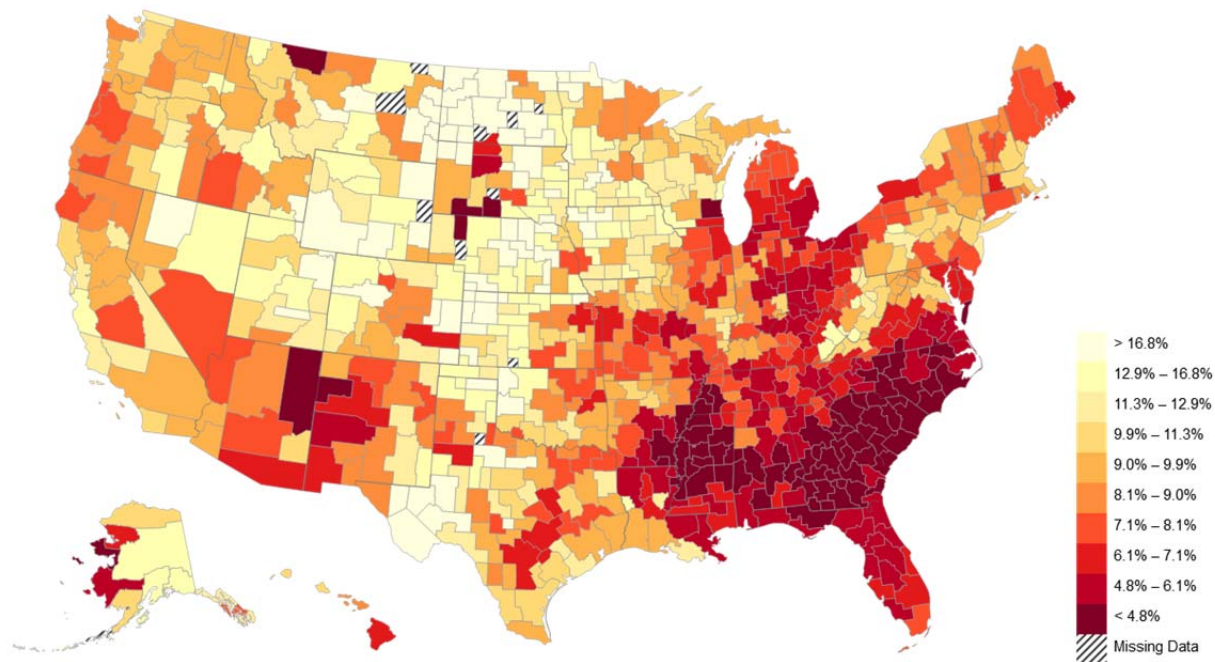 > 16.8%
12.9% – 16.8%
11.3% – 12.9%
9.9% – 11.3%
9.0% – 9.9%
8.1% – 9.0%
7.1% – 8.1%
6.1% – 7.1%
4.8% – 6.1%
< 4.8%
Missing Data